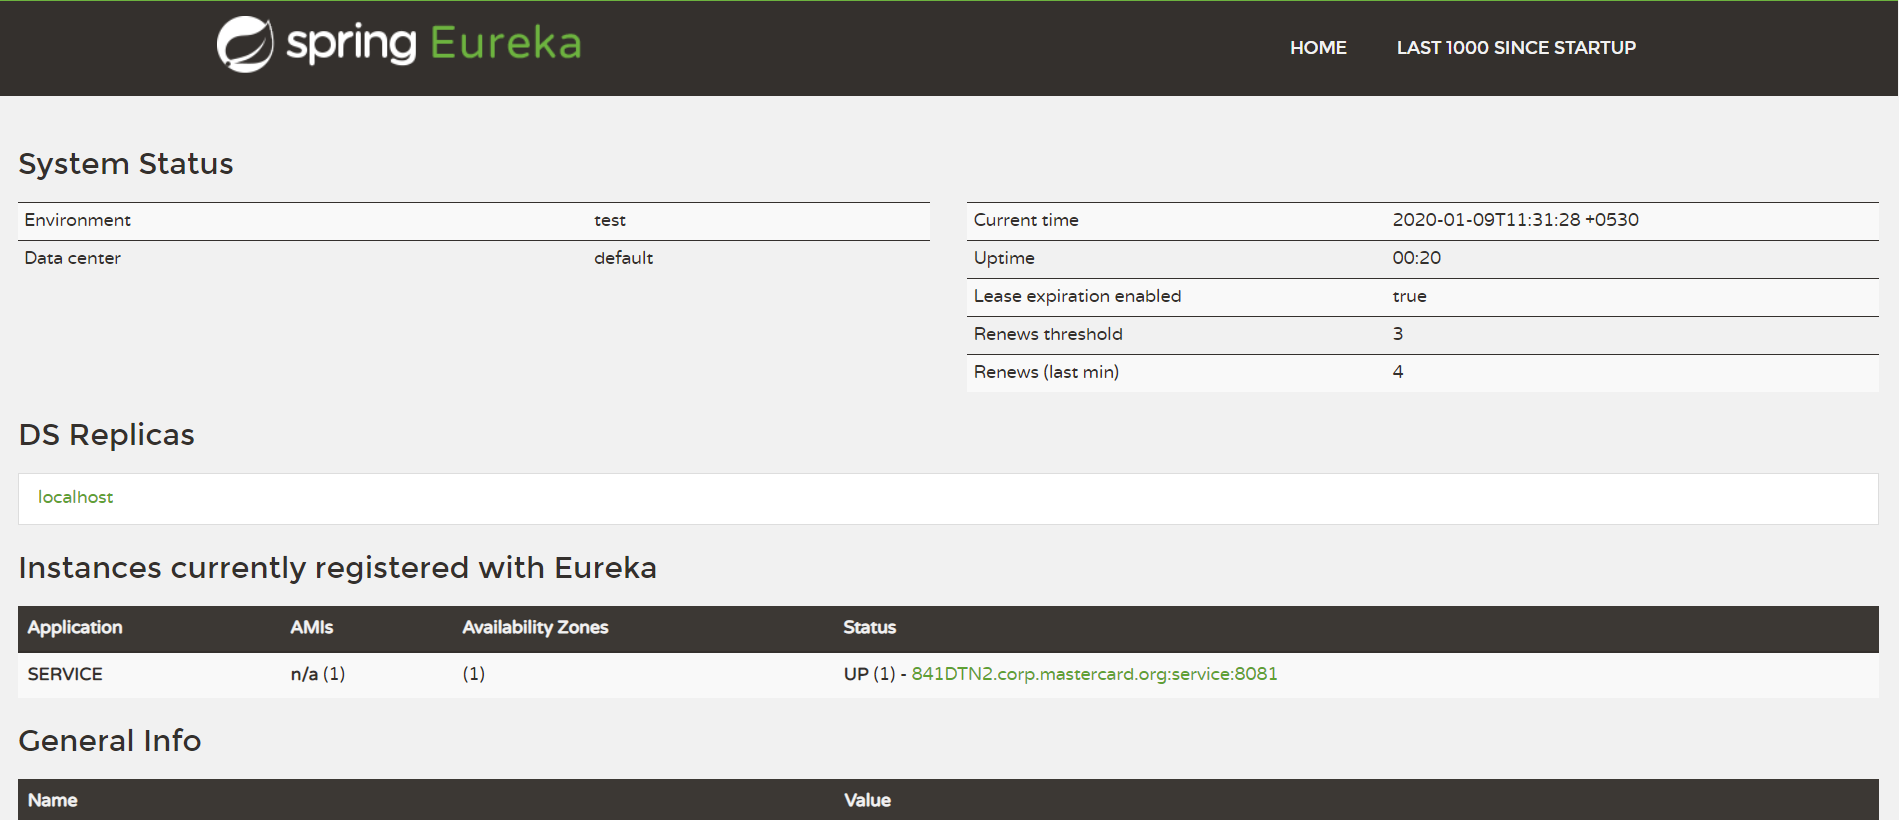 spring Eureka
HOME LAST 1000 SINCE STARTUP
System Status
Environment test
Data center default
Current time 2020-01-09T11:31:28 +0530
Uptime 00:20
Lease expiration enabled true
Renews threshold 3
Renews (last min) 4
DS Replicas
localhost
Instances currently registered with Eureka
Application AMIs Availability Zones Status
SERVICE n/a (1) (1) UP (1) - 841DTN2.corp.mastercard.org:service:8081
General Info
Name Value